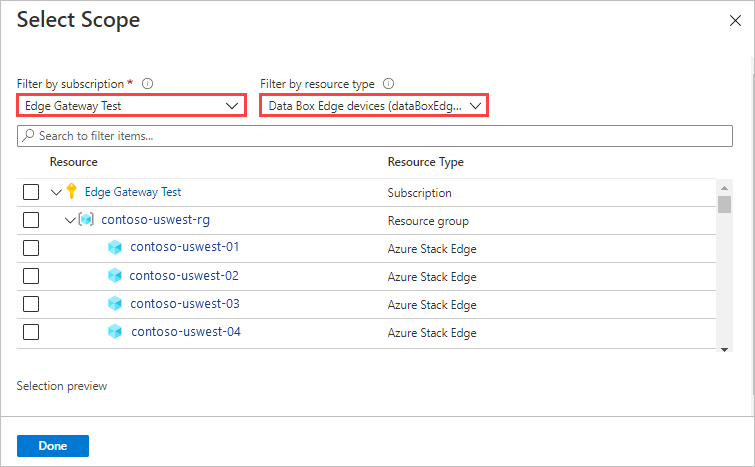 Select Scope
Filter by subscription *
Filter by resource type
Edge Gateway Test
Data Box Edge devices (dataBoxEdg...
Search to filter items...
Resource
Resource Type
Edge Gateway Test
Subscription
contoso-uswest-rg
Resource group
contoso-uswest-01
Azure Stack Edge
contoso-uswest-02
Azure Stack Edge
contoso-uswest-03
Azure Stack Edge
contoso-uswest-04
Azure Stack Edge
Selection preview
Done